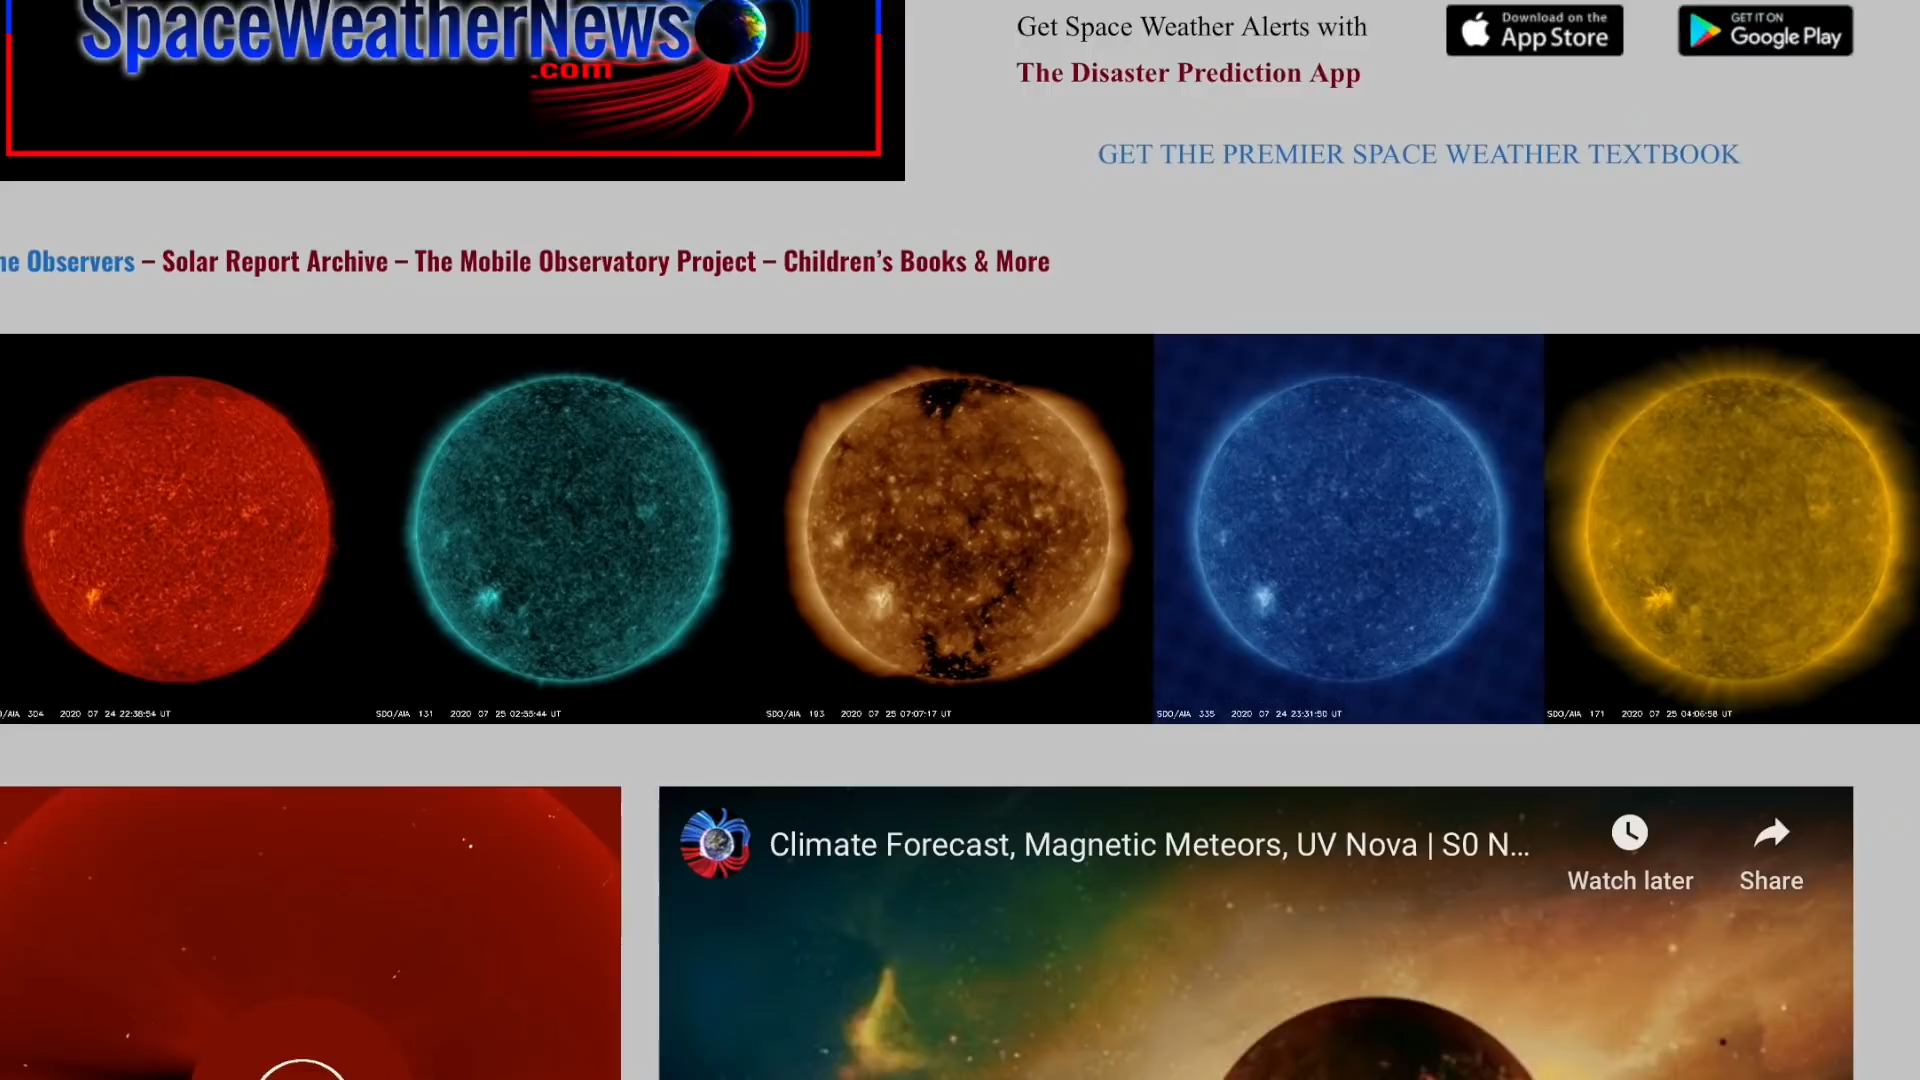 SpaceWeatherNews
.com
Get Space Weather Alerts with
The Disaster Prediction App
Download on the
App Store
GET IT ON
Google Play
GET THE PREMIER SPACE WEATHER TEXTBOOK
Observers – Solar Report Archive – The Mobile Observatory Project – Children's Books & More
/AIA 304 2020 07 24 22:38:54 UT
SDO/AIA 131 2020 07 25 02:55:44 UT
SDO/AIA 193 2020 07 25 07:07:17 UT
SDO/AIA 335 2020 07 24 23:31:50 UT
SDO/AIA 171 2020 07 25 04:06:58 UT
Climate Forecast, Magnetic Meteors, UV Nova | S0 N...
Watch later
Share